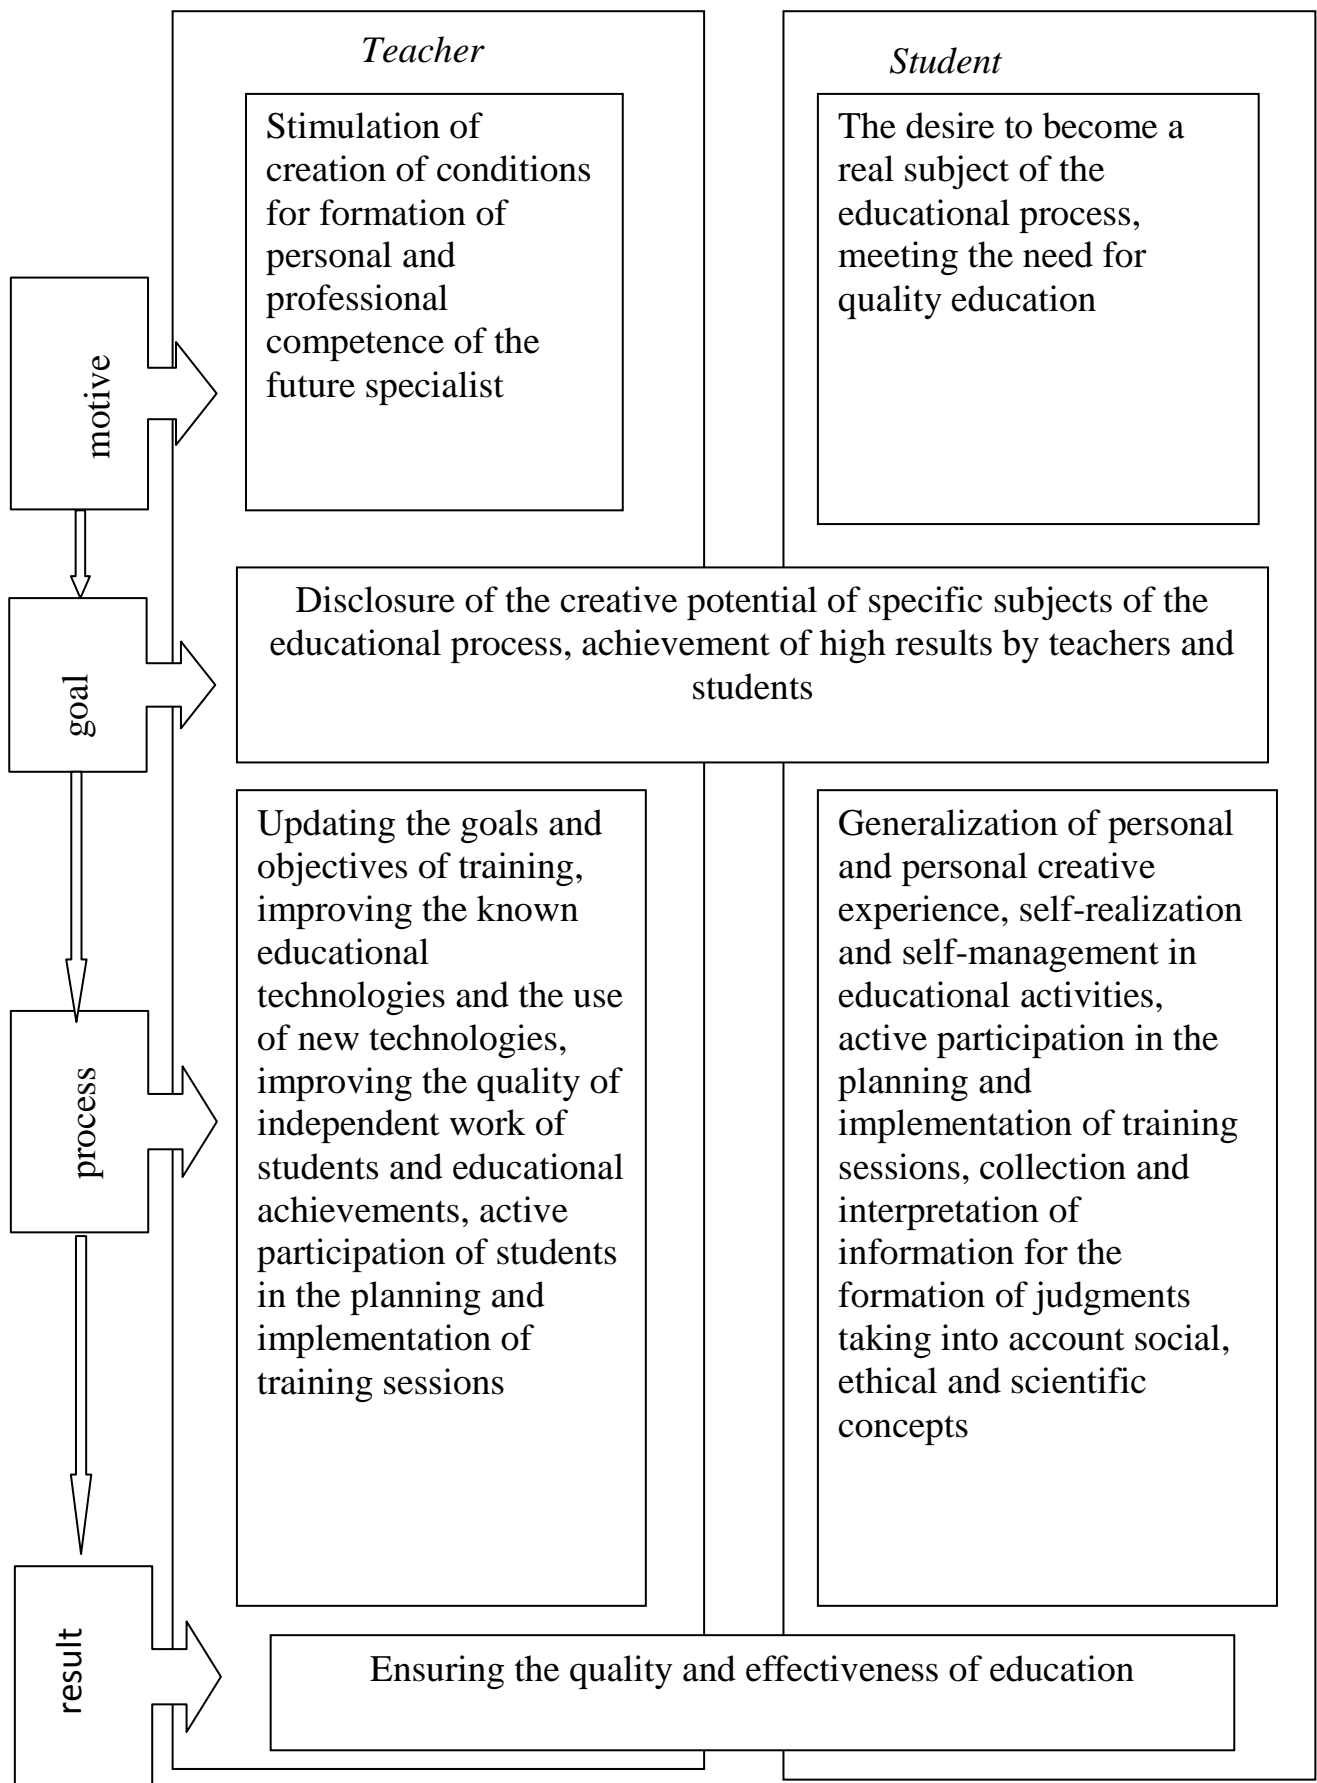 Teacher
Student
motive
Stimulation of
creation of conditions
for formation of
personal and
professional
competence of the
future specialist
The desire to become a
real subject of the
educational process,
meeting the need for
quality education
goal
Disclosure of the creative potential of specific subjects of the
educational process, achievement of high results by teachers and
students
process
Updating the goals and
objectives of training,
improving the known
educational
technologies and the use
of new technologies,
improving the quality of
independent work of
students and educational
achievements, active
participation of students
in the planning and
implementation of
training sessions
Generalization of personal
and personal creative
experience, self-realization
and self-management in
educational activities,
active participation in the
planning and
implementation of training
sessions, collection and
interpretation of
information for the
formation of judgments
taking into account social,
ethical and scientific
concepts
result
Ensuring the quality and effectiveness of education